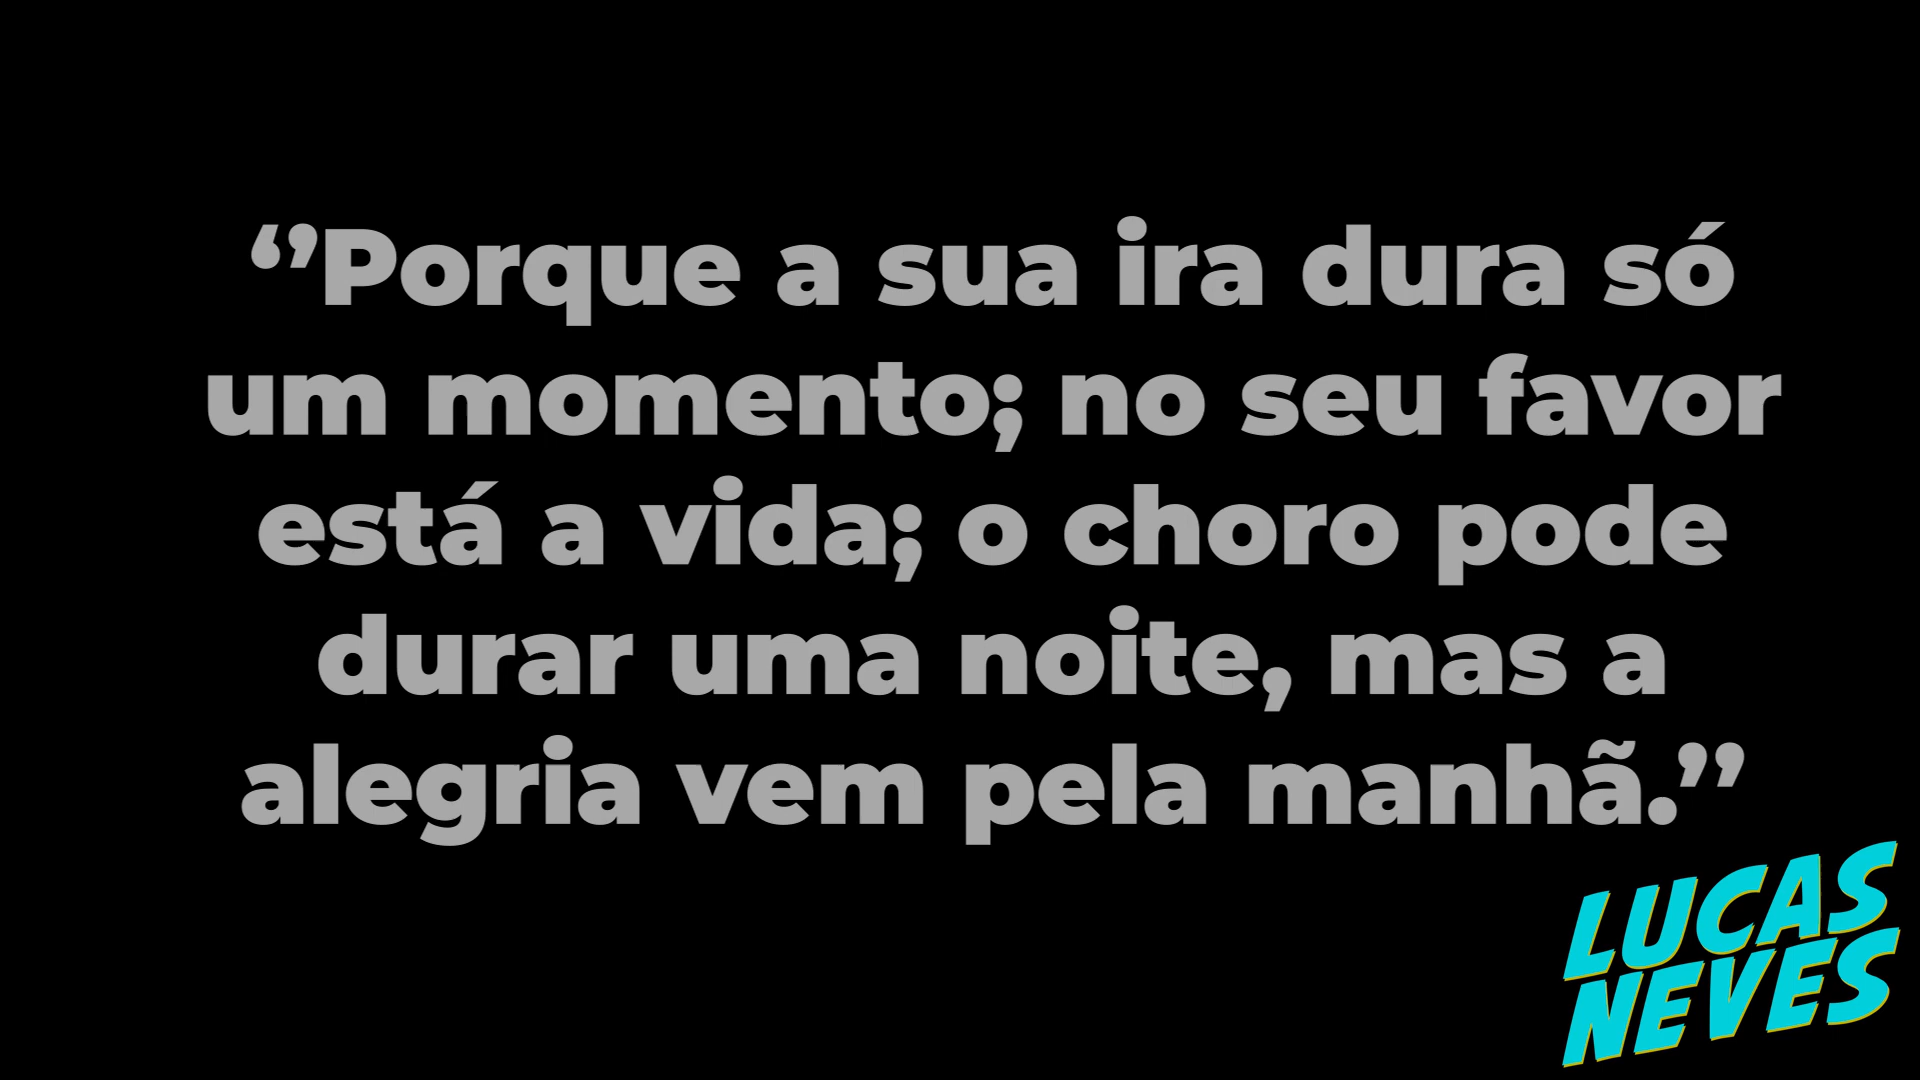 ‘’Porque a sua ira dura só
um momento; no seu favor
está a vida; o choro pode
durar uma noite, mas a
alegria vem pela manhã.’’
LUCAS
NEVES